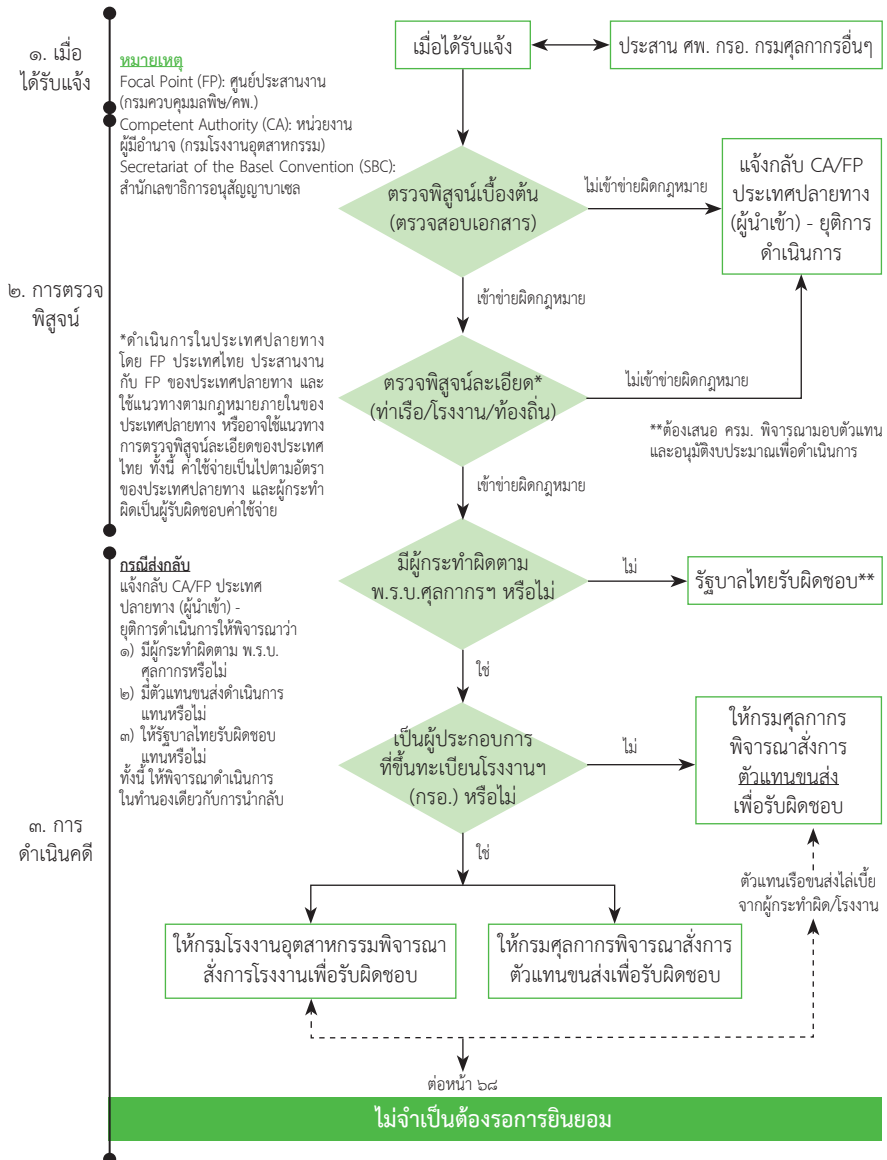 ๑. เมื่อ
ได้รับแจ้ง
หมายเหตุ
Focal Point (FP): ศูนย์ประสานงาน
(กรมควบคุมมลพิษ/คพ.)
Competent Authority (CA): หน่วยงาน
ผู้มีอำนาจ (กรมโรงงานอุตสาหกรรม)
Secretariat of the Basel Convention (SBC):
สำนักเลขาธิการอนุสัญญาบาเซล
เมื่อได้รับแจ้ง
ประสาน ศพ. กรอ. กรมศุลกากรอื่นๆ
๒. การตรวจ
พิสูจน์
ตรวจพิสูจน์เบื้องต้น
(ตรวจสอบเอกสาร)
ไม่เข้าข่ายผิดกฎหมาย
แจ้งกลับ CA/FP
ประเทศปลายทาง
(ผู้นำเข้า) - ยุติการ
ดำเนินการ
เข้าข่ายผิดกฎหมาย
*ดำเนินการในประเทศปลายทาง
โดย FP ประเทศไทย ประสานงาน
กับ FP ของประเทศปลายทาง และ
ใช้แนวทางตามกฎหมายภายในของ
ประเทศปลายทาง หรืออาจใช้แนวทาง
การตรวจพิสูจน์ละเอียดของประเทศ
ไทย ทั้งนี้ ค่าใช้จ่ายเป็นไปตามอัตรา
ของประเทศปลายทาง และผู้กระทำ
ผิดเป็นผู้รับผิดชอบค่าใช้จ่าย
ตรวจพิสูจน์ละเอียด*
(ท่าเรือ/โรงงาน/ท้องถิ่น)
ไม่เข้าข่ายผิดกฎหมาย
**ต้องเสนอ ครม. พิจารณามอบตัวแทน
และอนุมัติงบประมาณเพื่อดำเนินการ
เข้าข่ายผิดกฎหมาย
๓. การ
ดำเนินคดี
กรณีส่งกลับ
แจ้งกลับ CA/FP ประเทศ
ปลายทาง (ผู้นำเข้า) -
ยุติการดำเนินการให้พิจารณาว่า
๑) มีผู้กระทำผิดตาม พ.ร.บ.
ศุลกากรหรือไม่
๒) มีตัวแทนขนส่งดำเนินการ
แทนหรือไม่
๓) ให้รัฐบาลไทยรับผิดชอบ
แทนหรือไม่
ทั้งนี้ ให้พิจารณาดำเนินการ
ในทำนองเดียวกับการนำกลับ
มีผู้กระทำผิดตาม
พ.ร.บ.ศุลกากรฯ หรือไม่
ไม่
รัฐบาลไทยรับผิดชอบ**
ใช่
เป็นผู้ประกอบการ
ที่ขึ้นทะเบียนโรงงานฯ
(กรอ.) หรือไม่
ไม่
ให้กรมศุลกากร
พิจารณาสั่งการ
ตัวแทนขนส่ง
เพื่อรับผิดชอบ
ใช่
ตัวแทนเรือขนส่งไล่เบี้ย
จากผู้กระทำผิด/โรงงาน
ให้กรมโรงงานอุตสาหกรรมพิจารณา
สั่งการโรงงานเพื่อรับผิดชอบ
ให้กรมศุลกากรพิจารณาสั่งการ
ตัวแทนขนส่งเพื่อรับผิดชอบ
ต่อหน้า ๖๘
ไม่จำเป็นต้องรอการยินยอม